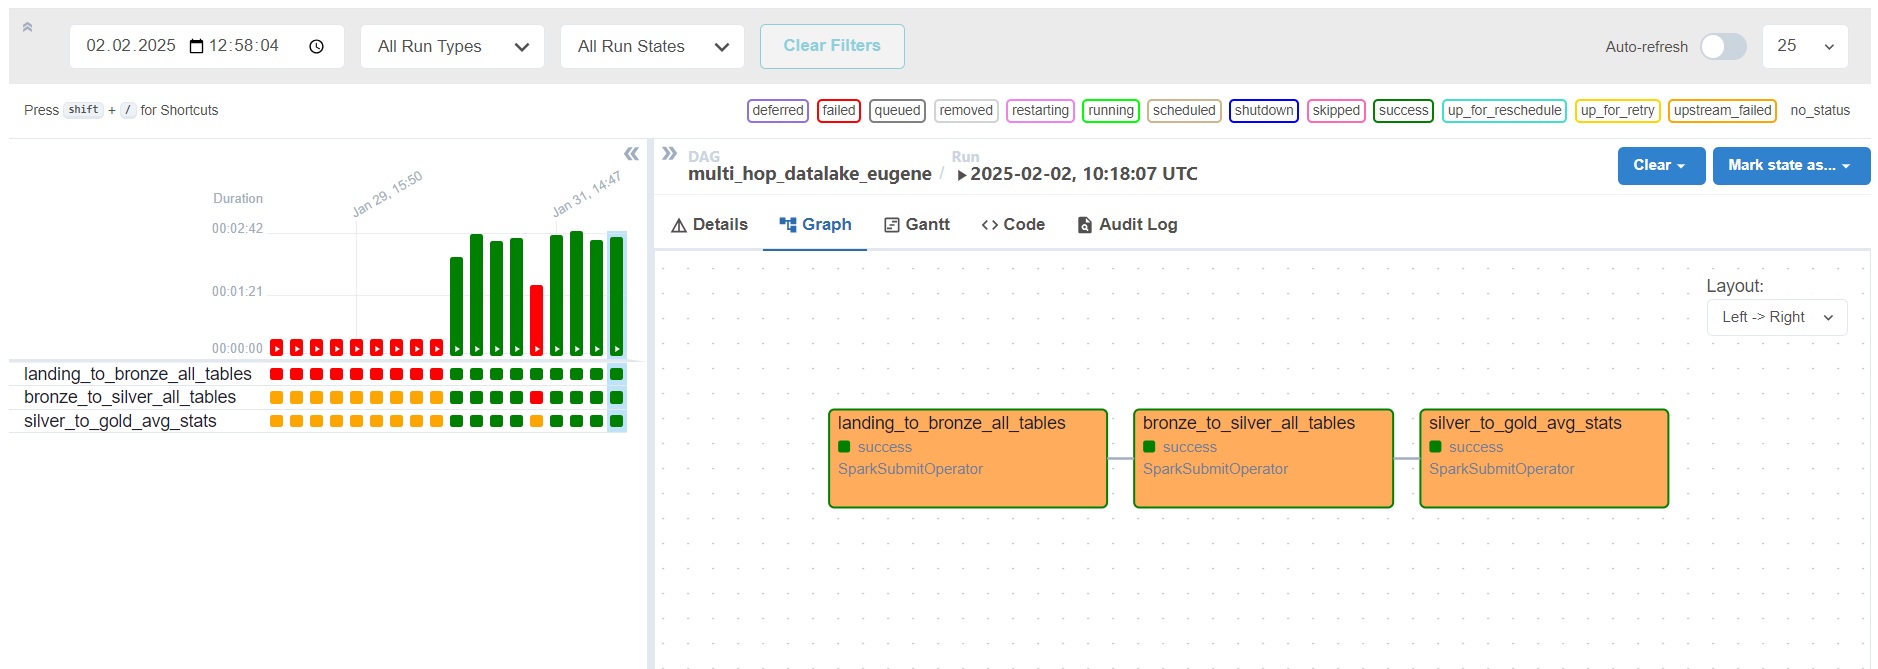 02.02.2025 12:58:04
All Run Types
All Run States
Clear Filters
Auto-refresh
25
Press shift + / for Shortcuts
deferred failed queued removed restarting running scheduled shutdown skipped success up_for_reschedule up_for_retry upstream_failed no_status
Duration
Jan 29, 15:50
Jan 31, 14:47
00:02:42
00:01:21
00:00:00
landing_to_bronze_all_tables
bronze_to_silver_all_tables
silver_to_gold_avg_stats
DAG
multi_hop_datalake_eugene /
Run
2025-02-02, 10:18:07 UTC
Clear
Mark state as...
Details
Graph
Gantt
Code
Audit Log
Layout:
Left -> Right
landing_to_bronze_all_tables
success
SparkSubmitOperator
bronze_to_silver_all_tables
success
SparkSubmitOperator
silver_to_gold_avg_stats
success
SparkSubmitOperator